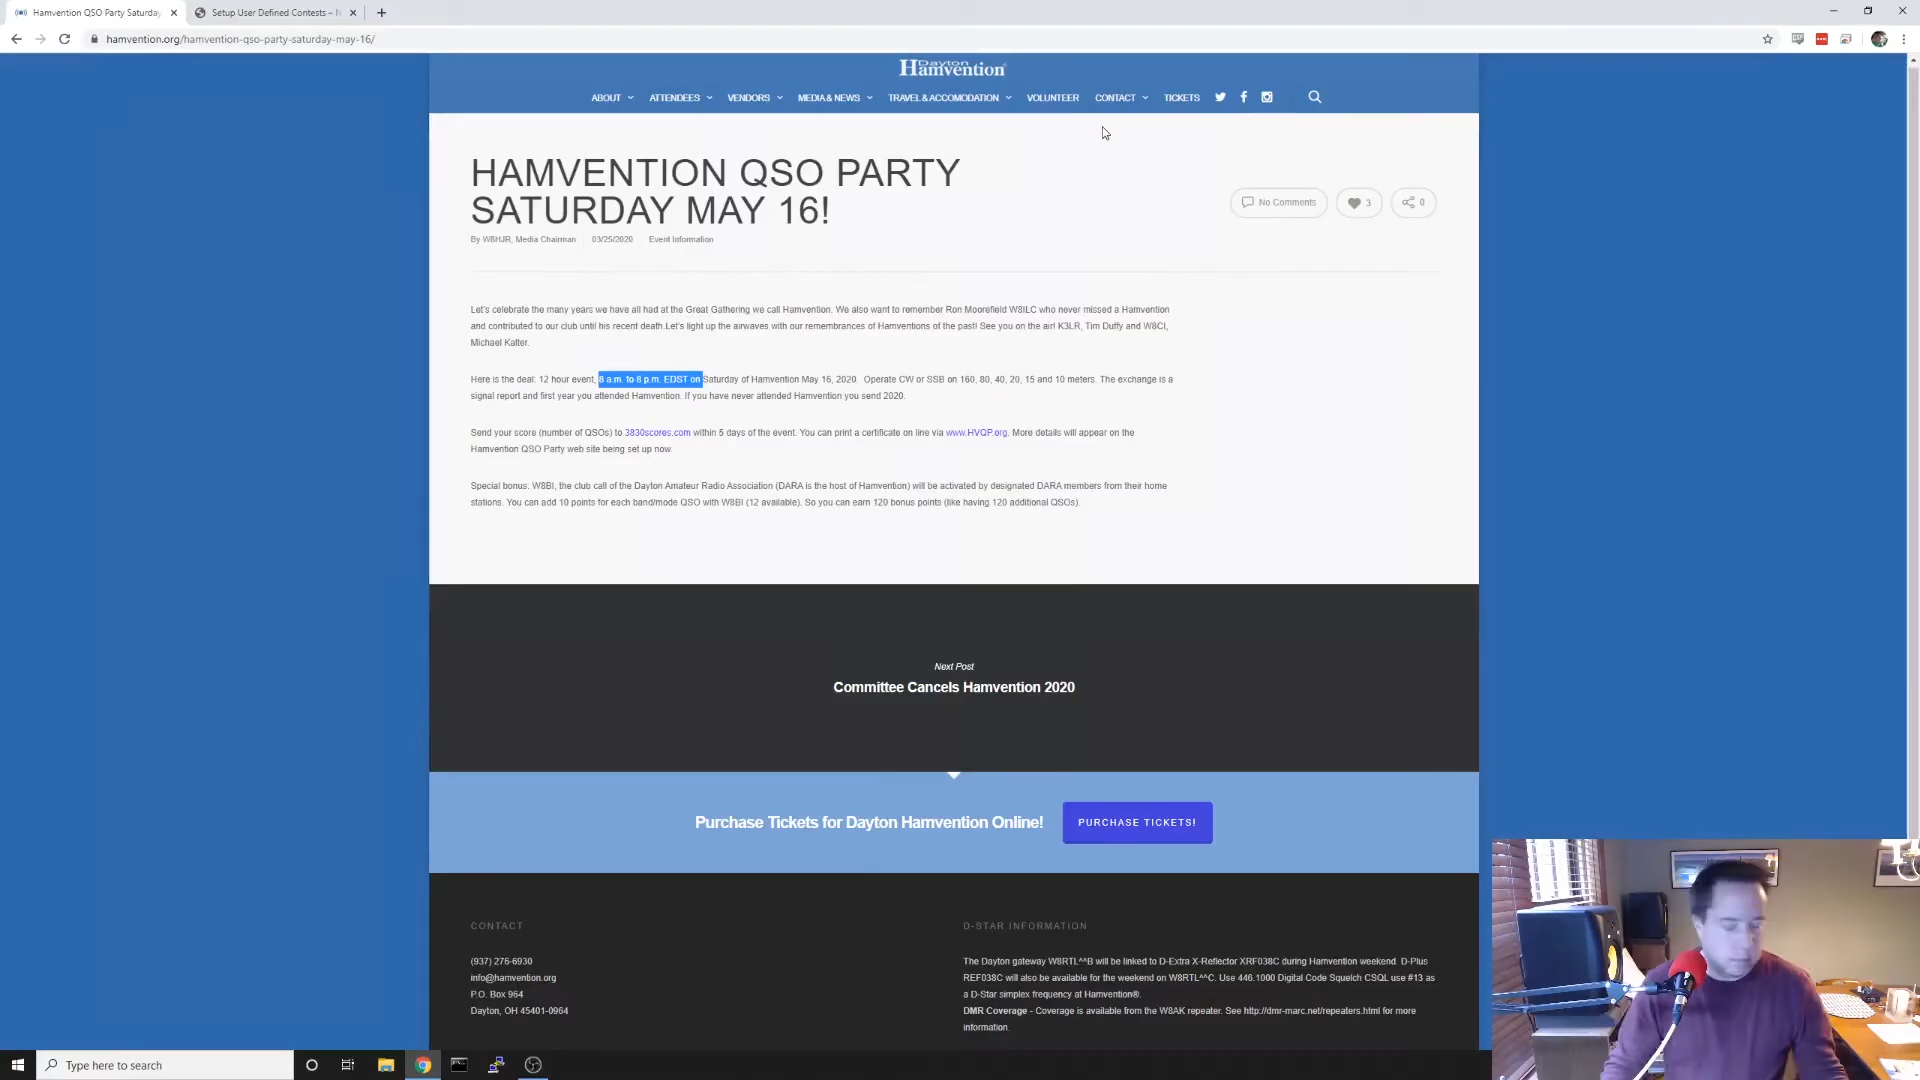 Hamvention QSO Party Saturday
Setup User Defined Contests – N
hamvention.org/hamvention-qso-party-saturday-may-16/
Dayton
Hamvention®
ABOUT ATTENDEES VENDORS MEDIA & NEWS TRAVEL & ACCOMODATION VOLUNTEER CONTACT TICKETS
HAMVENTION QSO PARTY
SATURDAY MAY 16!
No Comments 3 0
By W8HJR, Media Chairman 03/25/2020 Event Information
Let's celebrate the many years we have all had at the Great Gathering we call Hamvention. We also want to remember Ron Moorefield W8ILC who never missed a Hamvention
and contributed to our club until his recent death.Let's light up the airwaves with our remembrances of Hamventions of the past! See you on the air! K3LR, Tim Duffy and W8CI,
Michael Kalter.
Here is the deal: 12 hour event, 8 a.m. to 8 p.m. EDST on Saturday of Hamvention May 16, 2020. Operate CW or SSB on 160, 80, 40, 20, 15 and 10 meters. The exchange is a
signal report and first year you attended Hamvention. If you have never attended Hamvention you send 2020.
Send your score (number of QSOs) to 3830scores.com within 5 days of the event. You can print a certificate on line via www.HVQP.org. More details will appear on the
Hamvention QSO Party web site being set up now.
Special bonus: W8BI, the club call of the Dayton Amateur Radio Association (DARA is the host of Hamvention) will be activated by designated DARA members from their home
stations. You can add 10 points for each band/mode QSO with W8BI (12 available). So you can earn 120 bonus points (like having 120 additional QSOs).
Next Post
Committee Cancels Hamvention 2020
Purchase Tickets for Dayton Hamvention Online! PURCHASE TICKETS!
CONTACT
(937) 276-6930
info@hamvention.org
P.O. Box 964
Dayton, OH 45401-0964
D-STAR INFORMATION
The Dayton gateway W8RTL^^B will be linked to D-Extra X-Reflector XRF038C during Hamvention weekend. D-Plus
REF038C will also be available for the weekend on W8RTL^^C. Use 446.1000 Digital Code Squelch CSQL use #13 as
a D-Star simplex frequency at Hamvention®.
DMR Coverage - Coverage is available from the W8AK repeater. See http://dmr-marc.net/repeaters.html for more
information.
Type here to search